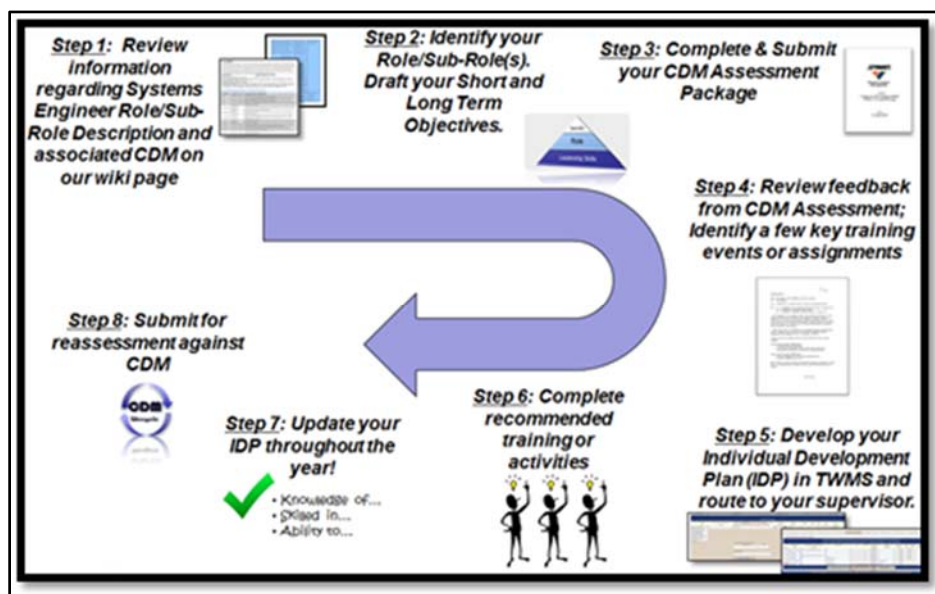 Step 1: Review
information
regarding Systems
Engineer Role/Sub-
Role Description and
associated CDM on
our wiki page
Step 2: Identify your
Role/Sub-Role(s).
Draft your Short and
Long Term
Objectives.
Role
Leadership Skills
Step 3: Complete & Submit
your CDM Assessment
Package
Step 4: Review feedback
from CDM Assessment;
Identify a few key training
events or assignments
Step 5: Develop your
Individual Development
Plan (IDP) in TWMS and
route to your supervisor.
Step 6: Complete
recommended
training or
activities
Step 7: Update your
IDP throughout the
year!
• Knowledge of...
• Skilled in...
• Ability to...
Step 8: Submit for
reassessment against
CDM
CDM